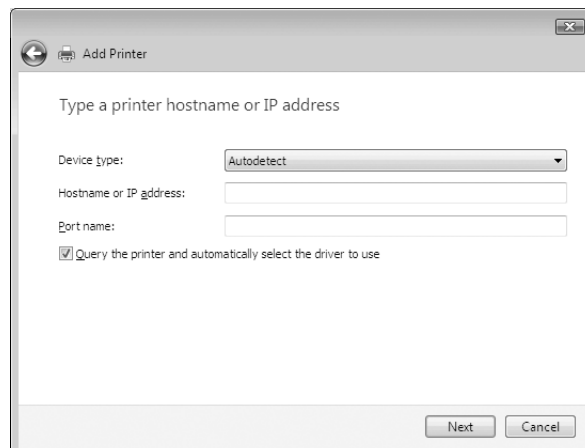 Add Printer
Type a printer hostname or IP address
Device type: Autodetect
Hostname or IP address:
Port name:
Query the printer and automatically select the driver to use
Next Cancel